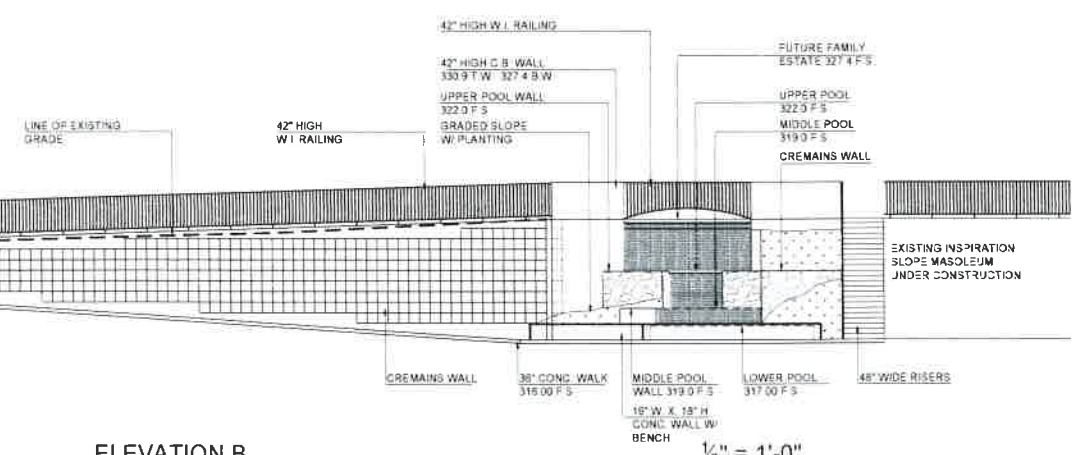 42" HIGH W.I. RAILING
FUTURE FAMILY
ESTATE 327.4 F.S.
42" HIGH C.B. WALL
330.9 T.W. 327.4 B.W.
UPPER POOL WALL
322.0 F.S.
UPPER POOL
322.0 F.S.
LINE OF EXISTING
GRADE
42" HIGH
W.I. RAILING
GRADED SLOPE
W/ PLANTING
MIDDLE POOL
319.0 F.S.
CREMAINS WALL
EXISTING INSPIRATION
SLOPE MASOLEUM
UNDER CONSTRUCTION
CREMAINS WALL
36" CONC. WALK
316.00 F.S.
MIDDLE POOL
WALL 319.0 F.S.
LOWER POOL
317.00 F.S.
48" WIDE RISERS
16" W. X. 18" H
CONC. WALL W/
BENCH
ELEVATION B
= 1'-0"